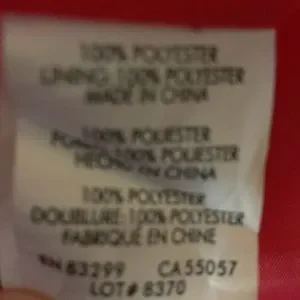 100% POLYESTER
LINING: 100% POLYESTER
MADE IN CHINA
100% POLIESTER
100% POLIESTER
HECHO EN CHINA
100% POLYESTER
DOUBLURE: 100% POLYESTER
FABRIQUÉ EN CHINE
RN 83299 CA 55057
LOT# 8370